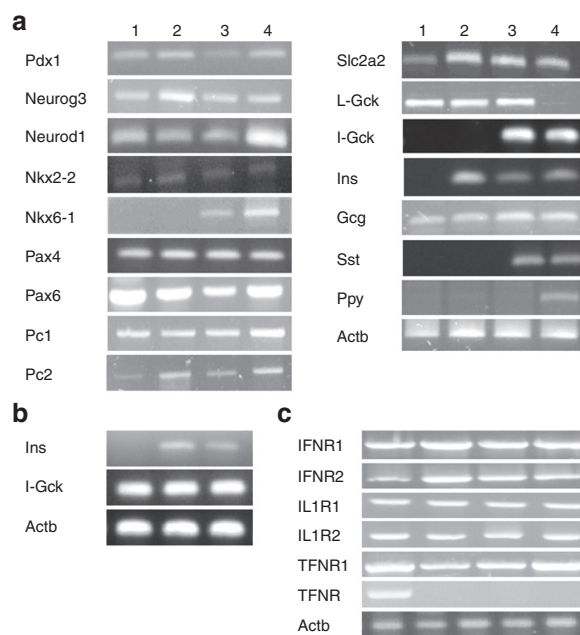 a
1 2 3 4
Pdx1
Neurog3
Neurod1
Nkx2-2
Nkx6-1
Pax4
Pax6
Pc1
Pc2
1 2 3 4
Slc2a2
L-Gck
I-Gck
Ins
Gcg
Sst
Ppy
Actb
b
Ins
I-Gck
Actb
c
IFNR1
IFNR2
IL1R1
IL1R2
TFNR1
TFNR
Actb